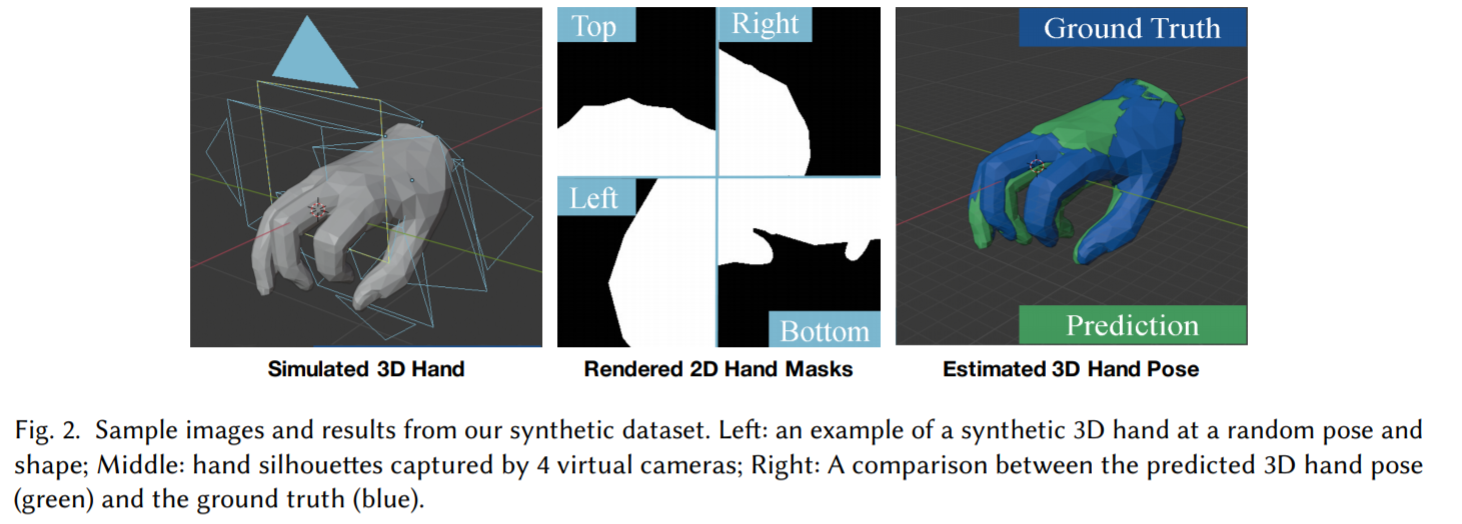 Top
Right
Left
Bottom
Ground Truth
Prediction
Simulated 3D Hand
Rendered 2D Hand Masks
Estimated 3D Hand Pose
Fig. 2. Sample images and results from our synthetic dataset. Left: an example of a synthetic 3D hand at a random pose and
shape; Middle: hand silhouettes captured by 4 virtual cameras; Right: A comparison between the predicted 3D hand pose
(green) and the ground truth (blue).